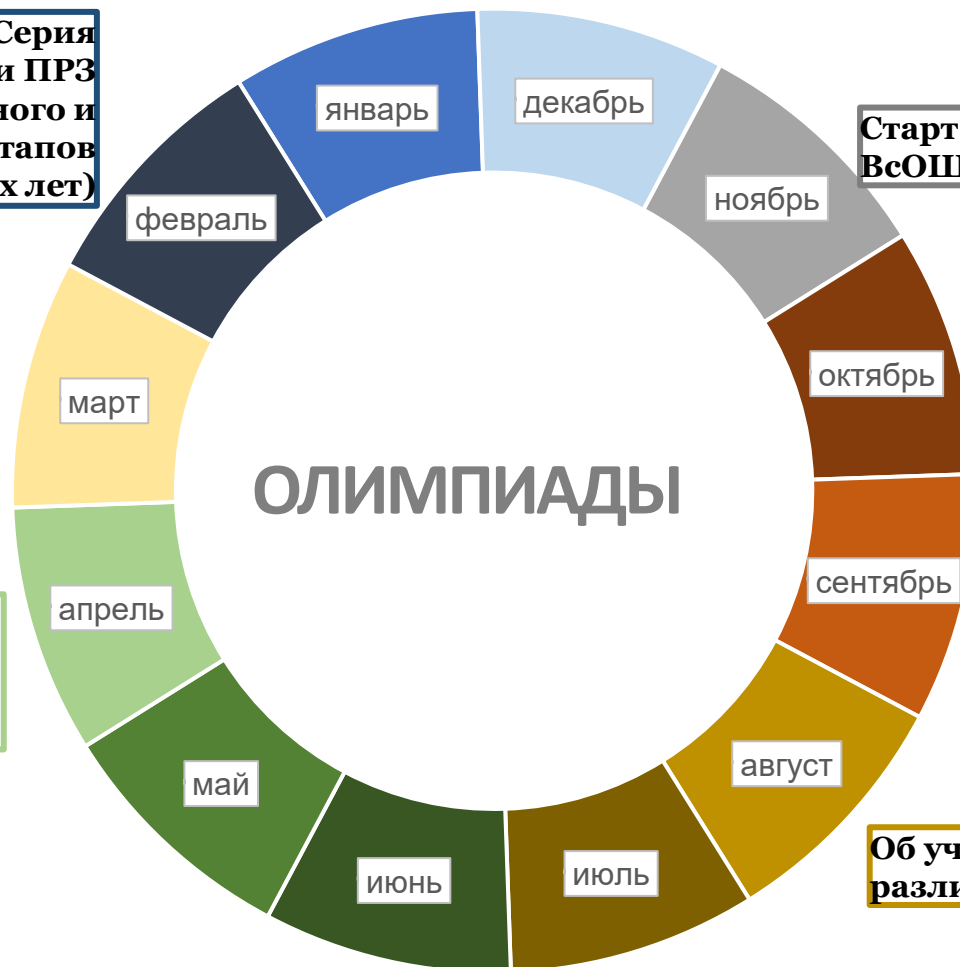 Серия
и ПРЗ
ного и
тапов
х лет)
январь
декабрь
Старт
ВсОШ
ноябрь
февраль
октябрь
март
ОЛИМПИАДЫ
сентябрь
апрель
август
май
июнь
июль
Об уч
разли